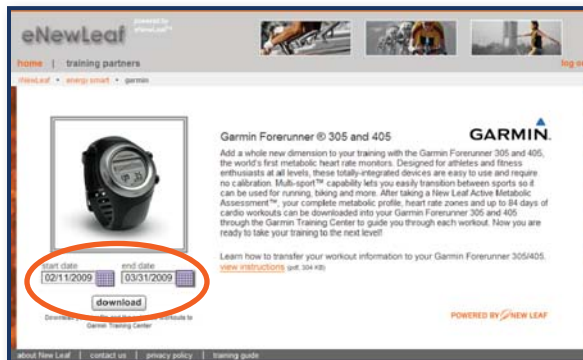 eNewLeaf
powered by
eNewLeaf™
home | training partners
log ou
iNewLeaf • energy smart • garmin
Garmin Forerunner ® 305 and 405
GARMIN.
Add a whole new dimension to your training with the Garmin Forerunner 305 and 405,
the world's first metabolic heart rate monitors. Designed for athletes and fitness
enthusiasts at all levels, these totally-integrated devices are easy to use and require
no calibration. Multi-sport™ capability lets you easily transition between sports so it
can be used for running, biking and more. After taking a New Leaf Active Metabolic
Assessment™, your complete metabolic profile, heart rate zones and up to 84 days of
cardio workouts can be downloaded into your Garmin Forerunner 305 and 405
through the Garmin Training Center to guide you through each workout. Now you are
ready to take your training to the next level!
Learn how to transfer your workout information to your Garmin Forerunner 305/405.
view instructions (pdf, 304 KB)
start date end date
02/11/2009 03/31/2009
download
Download workouts to
Garmin Training Center
POWERED BY NEW LEAF
about New Leaf | contact us | privacy policy | training guide